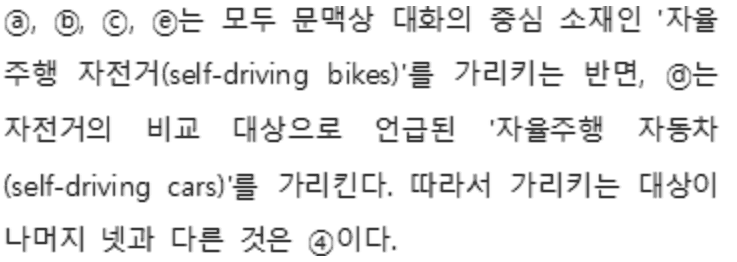 ⓐ, ⓑ, ⓒ, ⓔ는 모두 문맥상 대화의 중심 소재인 '자율
주행 자전거(self-driving bikes)'를 가리키는 반면, ⓓ는
자전거의 비교 대상으로 언급된 '자율주행 자동차
(self-driving cars)'를 가리킨다. 따라서 가리키는 대상이
나머지 넷과 다른 것은 ④이다.